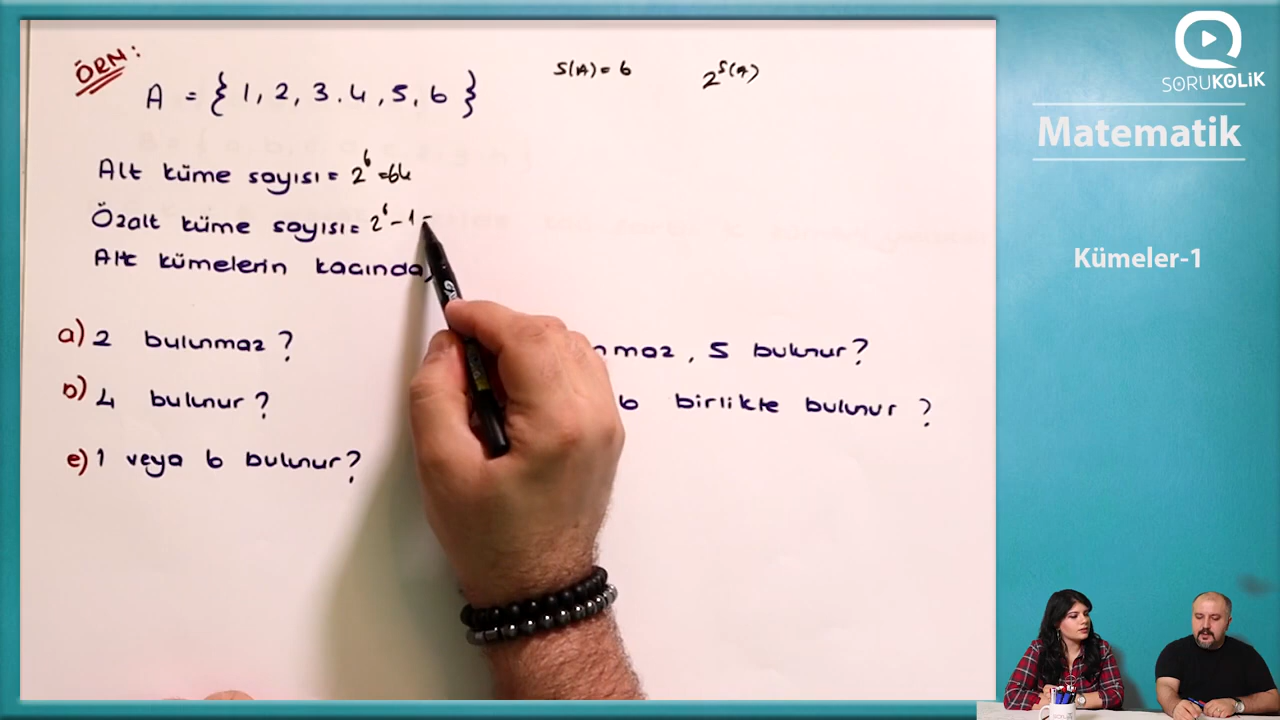 ÖRN:
A = { 1, 2, 3.4, 5, 6 }
S(A) = 6
2^S(A)
Alt küme sayısı = 2^6 = 64
Özalt küme sayısı = 2^6 - 1 =
Alt kümelerin kaçında,
a) 2 bulunmaz ?
5 bulunur ?
b) 4 bulunur ?
6 birlikte bulunur ?
e) 1 veya 6 bulunur ?
SORUKOLİK
Matematik
Kümeler-1